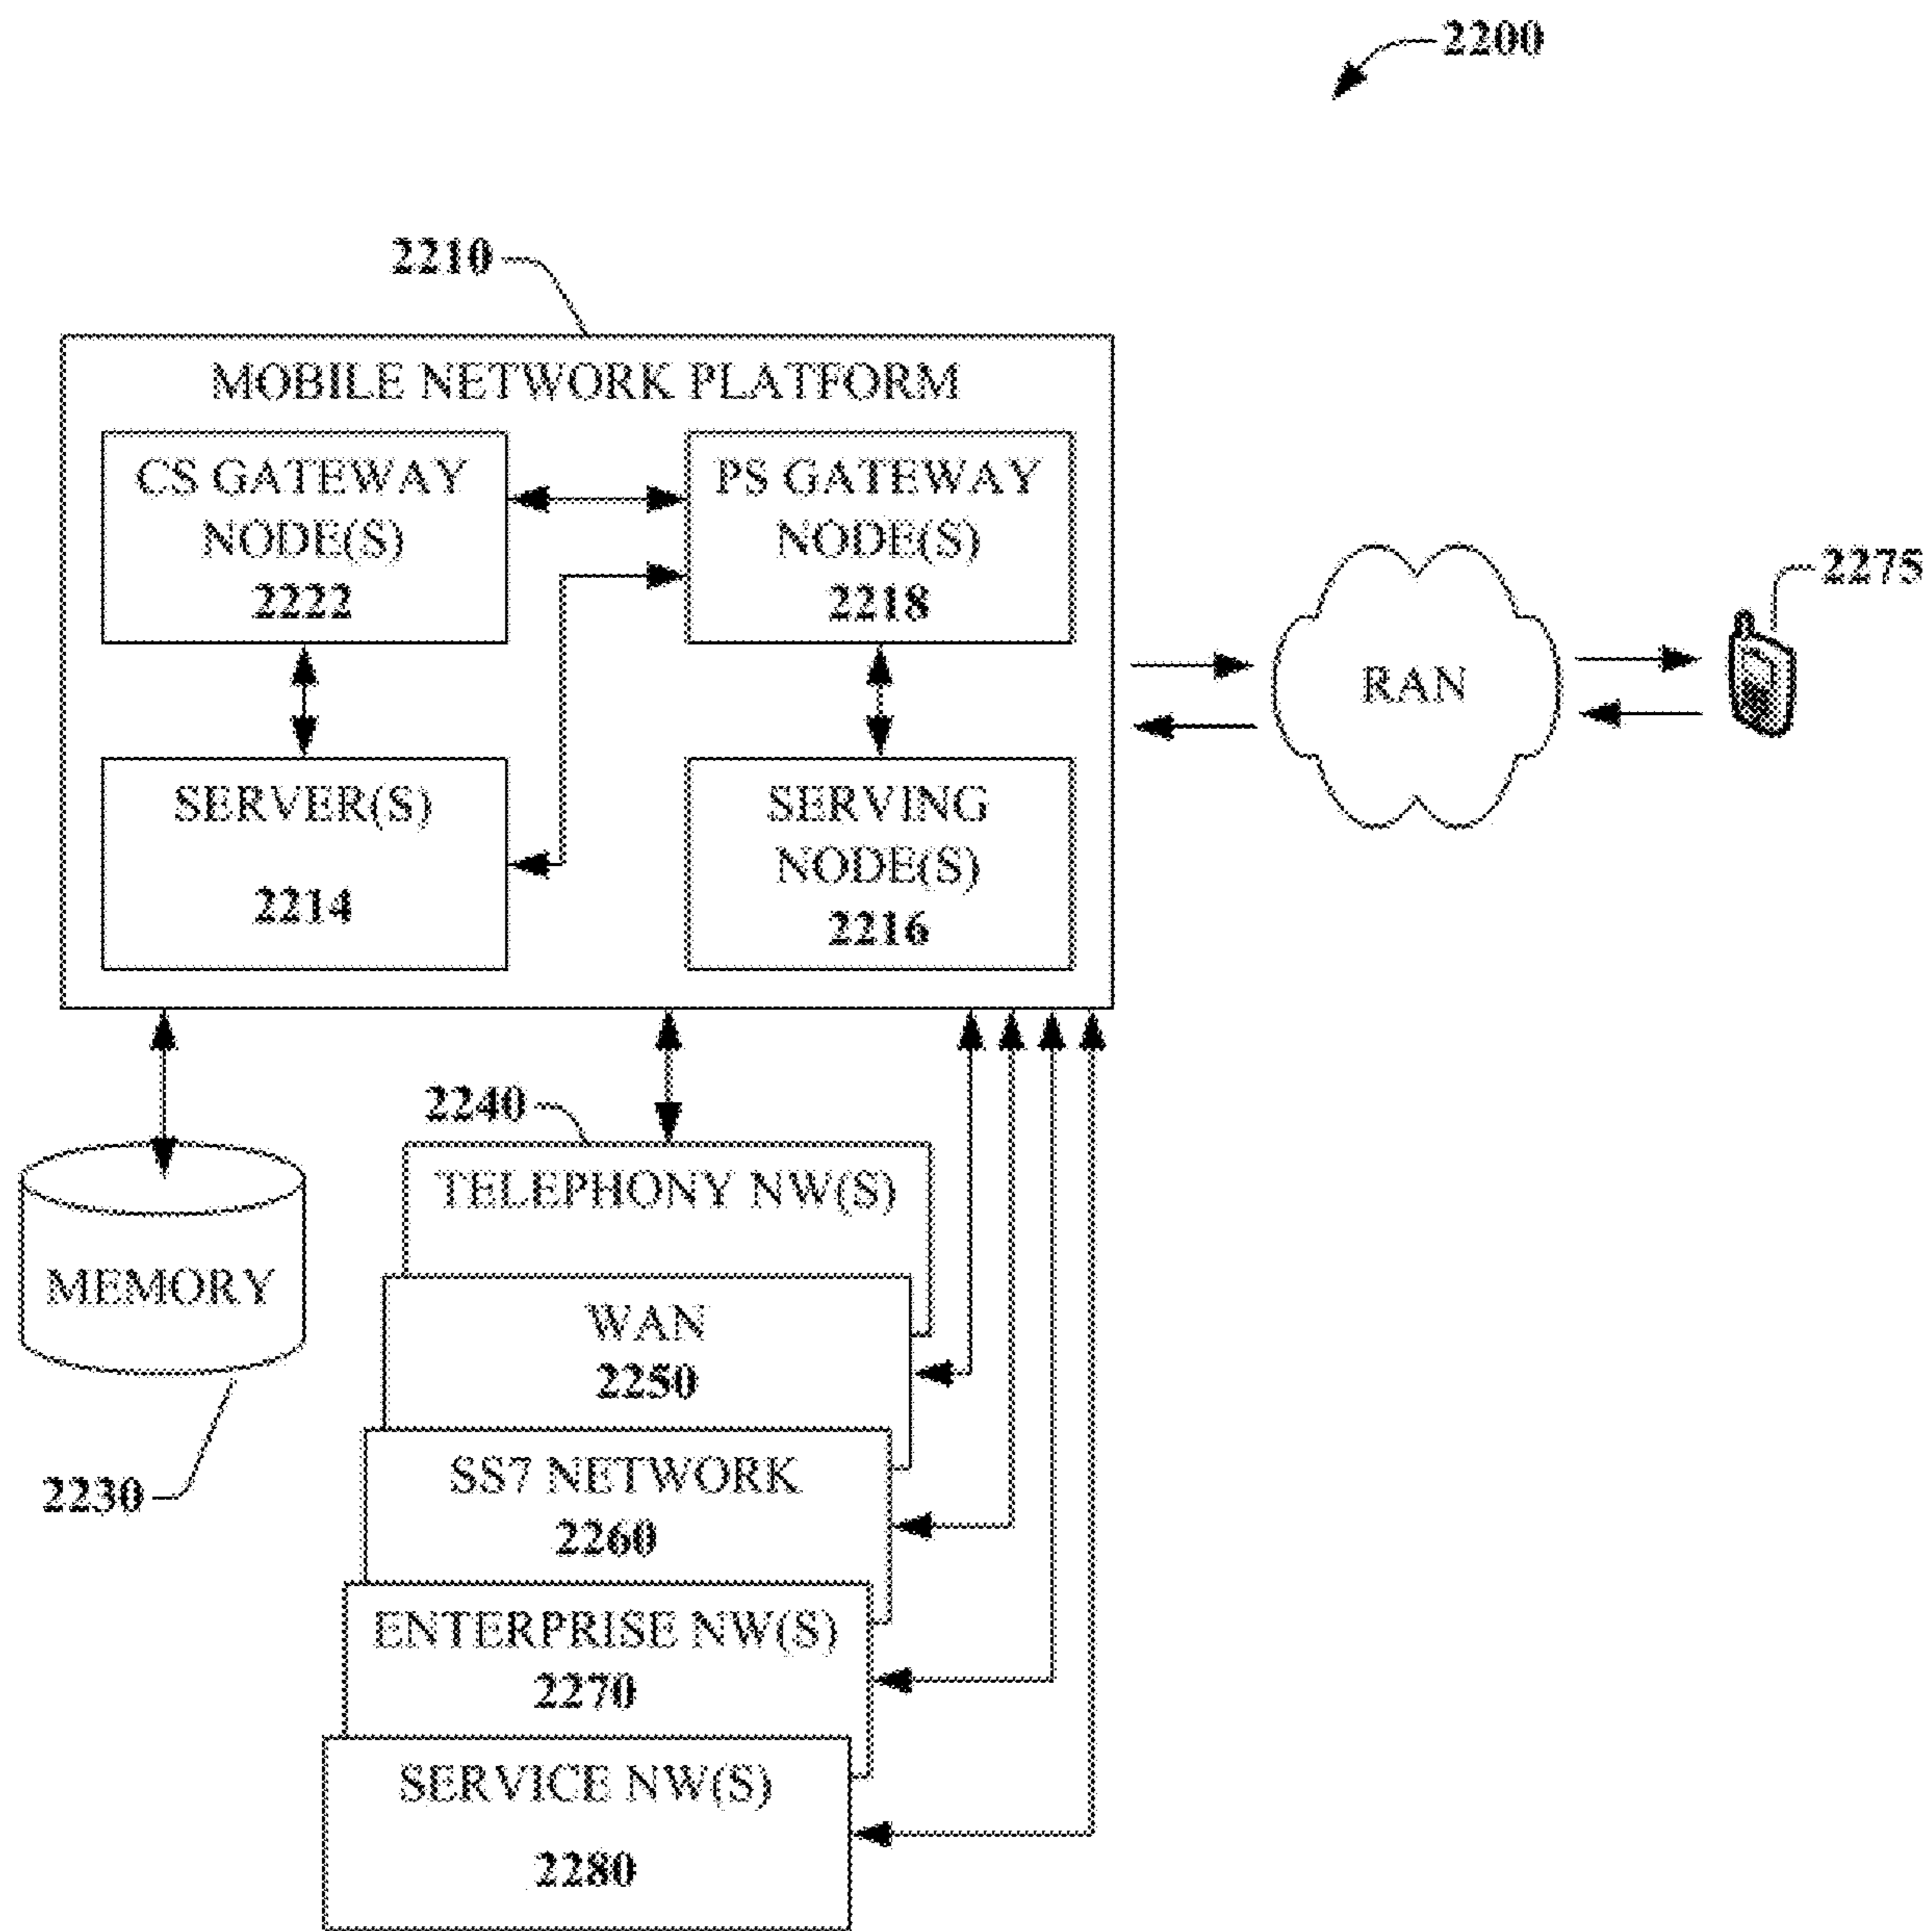 2200
2210
MOBILE NETWORK PLATFORM
CS GATEWAY
NODE(S)
2222
PS GATEWAY
NODE(S)
2218
SERVER(S)
2214
SERVING
NODE(S)
2216
RAN
2275
2240
TELEPHONY NW(S)
MEMORY
2230
WAN
2250
SS7 NETWORK
2260
ENTERPRISE NW(S)
2270
SERVICE NW(S)
2280